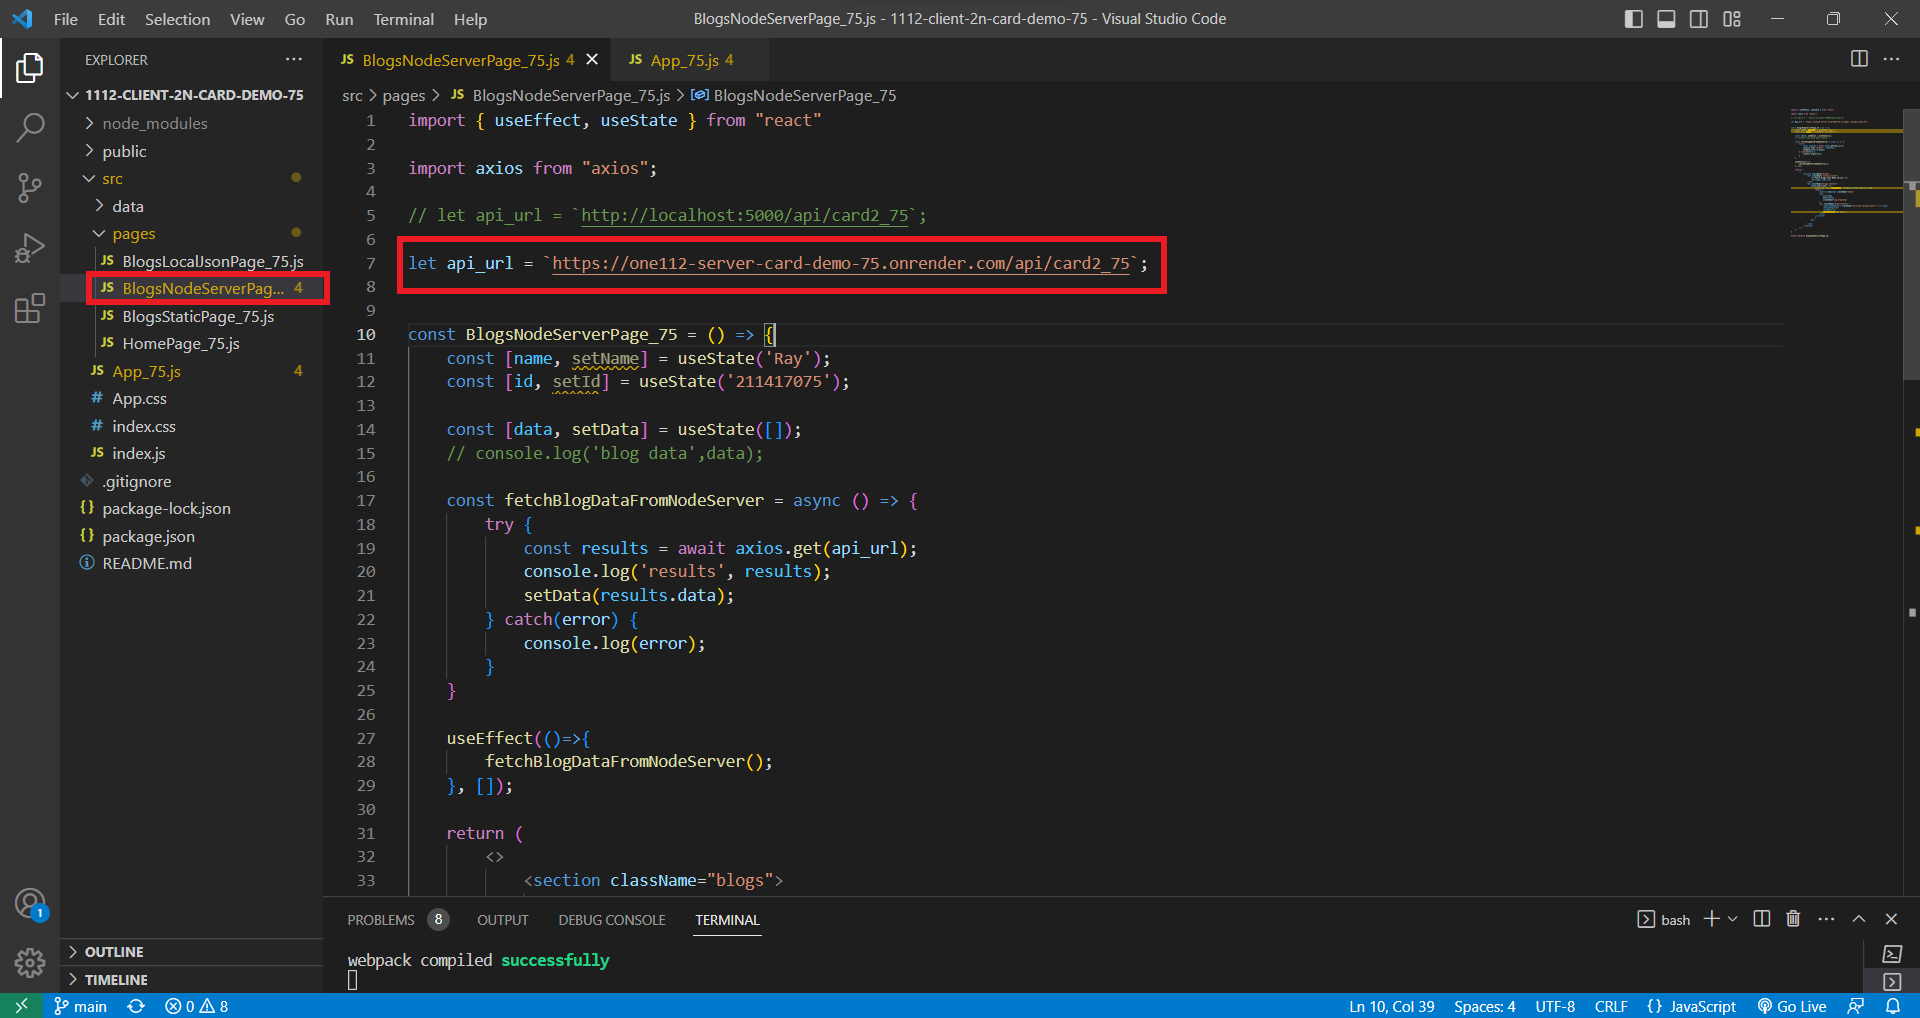 File Edit Selection View Go Run Terminal Help
BlogsNodeServerPage_75.js - 1112-client-2n-card-demo-75 - Visual Studio Code
EXPLORER
1112-CLIENT-2N-CARD-DEMO-75
node_modules
public
src
data
pages
JS BlogsLocalJsonPage_75.js
JS BlogsNodeServerPag... 4
JS BlogsStaticPage_75.js
JS HomePage_75.js
JS App_75.js 4
# App.css
# index.css
JS index.js
.gitignore
{} package-lock.json
{} package.json
README.md
OUTLINE
TIMELINE
1
JS BlogsNodeServerPage_75.js 4
JS App_75.js 4
src > pages > JS BlogsNodeServerPage_75.js > BlogsNodeServerPage_75
1 import { useEffect, useState } from "react"
2
3 import axios from "axios";
4
5 // let api_url = `http://localhost:5000/api/card2_75`;
6
7 let api_url = `https://one112-server-card-demo-75.onrender.com/api/card2_75`;
8
9
10 const BlogsNodeServerPage_75 = () => {
11 const [name, setName] = useState('Ray');
12 const [id, setId] = useState('211417075');
13
14 const [data, setData] = useState([]);
15 // console.log('blog data',data);
16
17 const fetchBlogDataFromNodeServer = async () => {
18 try {
19 const results = await axios.get(api_url);
20 console.log('results', results);
21 setData(results.data);
22 } catch(error) {
23 console.log(error);
24 }
25 }
26
27 useEffect(()=>{
28 fetchBlogDataFromNodeServer();
29 }, []);
30
31 return (
32 <>
33 <section className="blogs">
PROBLEMS 8 OUTPUT DEBUG CONSOLE TERMINAL
bash
webpack compiled successfully
main 0 8
Ln 10, Col 39 Spaces: 4 UTF-8 CRLF {} JavaScript Go Live